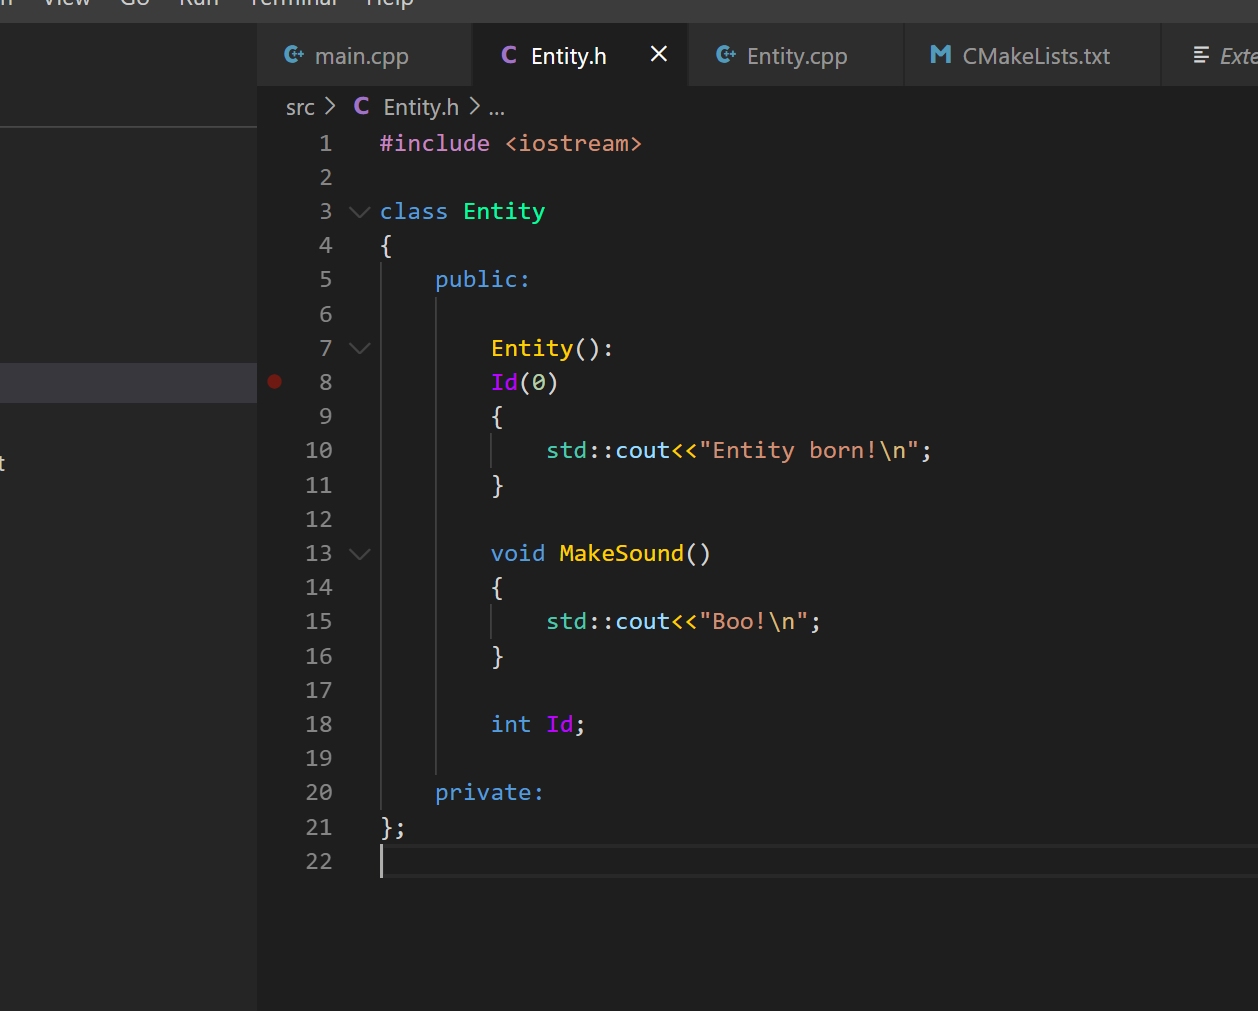 View Go Run Terminal Help
main.cpp Entity.h Entity.cpp CMakeLists.txt Exte
src > C Entity.h > ...
1 #include <iostream>
2
3 class Entity
4 {
5 public:
6
7 Entity():
8 Id(0)
9 {
10 std::cout<<"Entity born!\n";
11 }
12
13 void MakeSound()
14 {
15 std::cout<<"Boo!\n";
16 }
17
18 int Id;
19
20 private:
21 };
22